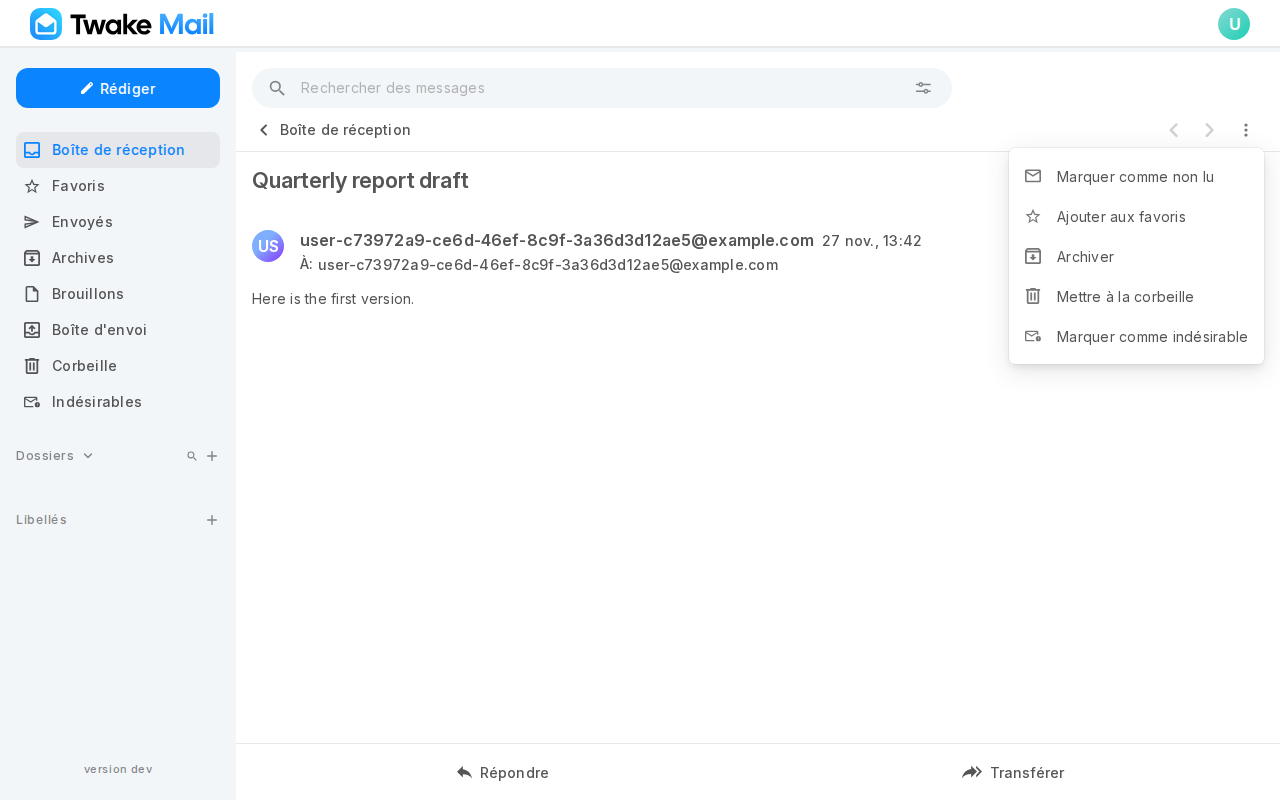 Twake Mail
U
Rédiger
Rechercher des messages
Boîte de réception
Favoris
Envoyés
Archives
Brouillons
Boîte d'envoi
Corbeille
Indésirables
Dossiers
Libellés
version dev
Boîte de réception
Quarterly report draft
US
user-c73972a9-ce6d-46ef-8c9f-3a36d3d12ae5@example.com 27 nov., 13:42
À: user-c73972a9-ce6d-46ef-8c9f-3a36d3d12ae5@example.com
Here is the first version.
Marquer comme non lu
Ajouter aux favoris
Archiver
Mettre à la corbeille
Marquer comme indésirable
Répondre
Transférer